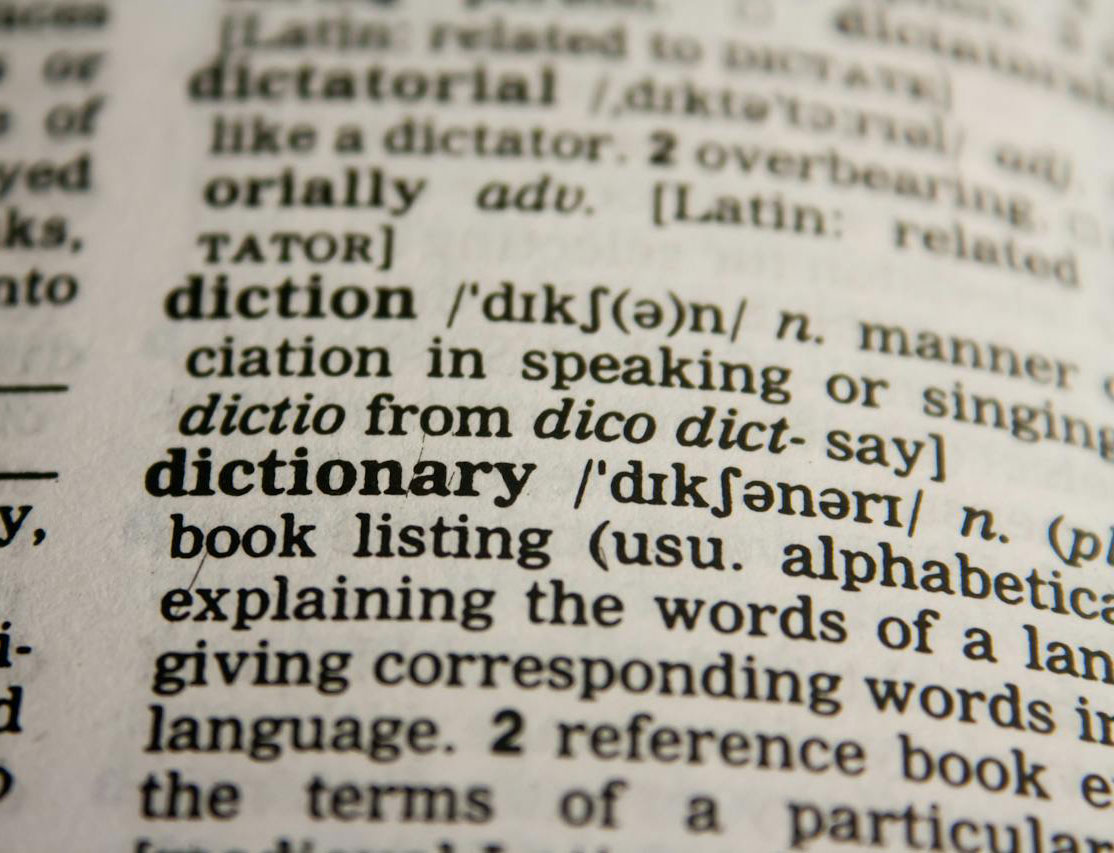 of
of
yed
ks,
nto
y,
i-
d
[Latin: related to DICTATE]
dictatorial /ˌdɪktəˈtɔːrɪəl/ adj.
like a dictator. 2 overbearing.
orially adv. [Latin: related
TATOR]
diction /ˈdɪkʃ(ə)n/ n. manner
ciation in speaking or singing
dictio from dico dict- say]
dictionary /ˈdɪkʃənərɪ/ n. (pl
book listing (usu. alphabetica
explaining the words of a lan
giving corresponding words in
language. 2 reference book e
the terms of a particular